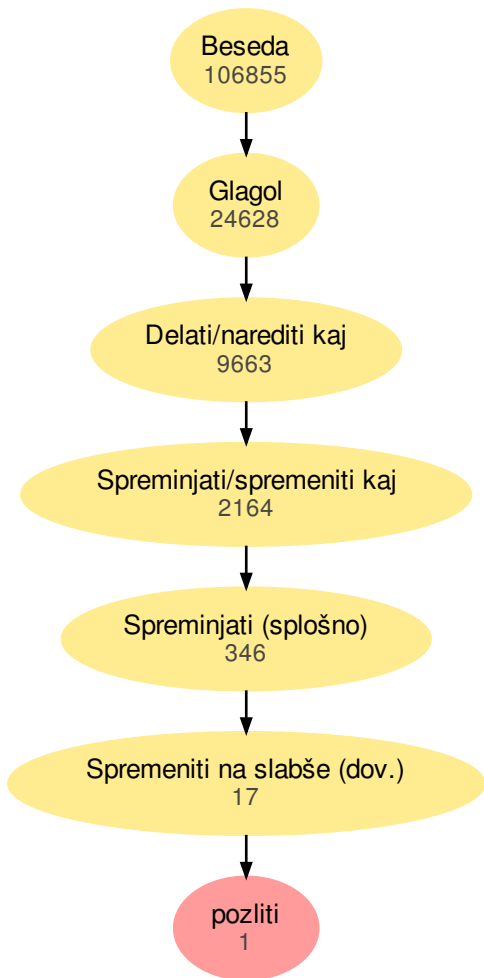 Beseda
106855
Glagol
24628
Delati/narediti kaj
9663
Spreminjati/spremeniti kaj
2164
Spreminjati (splošno)
346
Spremeniti na slabše (dov.)
17
pozliti
1